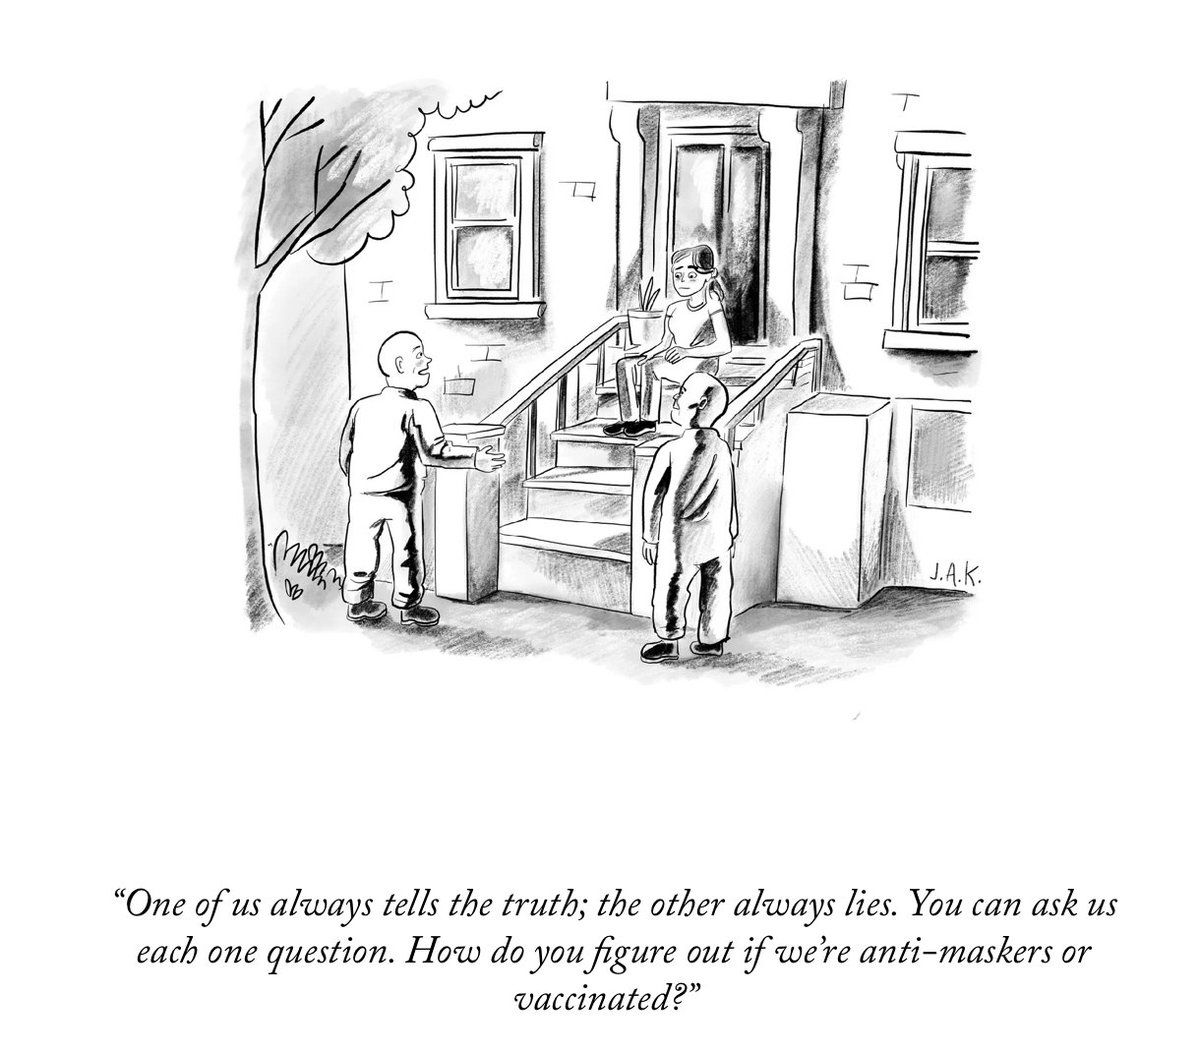 J.A.K.
“One of us always tells the truth; the other always lies. You can ask us
each one question. How do you figure out if we’re anti-maskers or
vaccinated?”